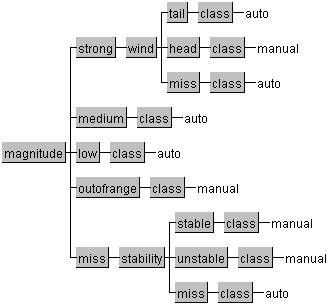 tail class auto
strong wind head class manual
miss class auto
medium class auto
magnitude low class auto
outofrange class manual
stable class manual
miss stability unstable class manual
miss class auto